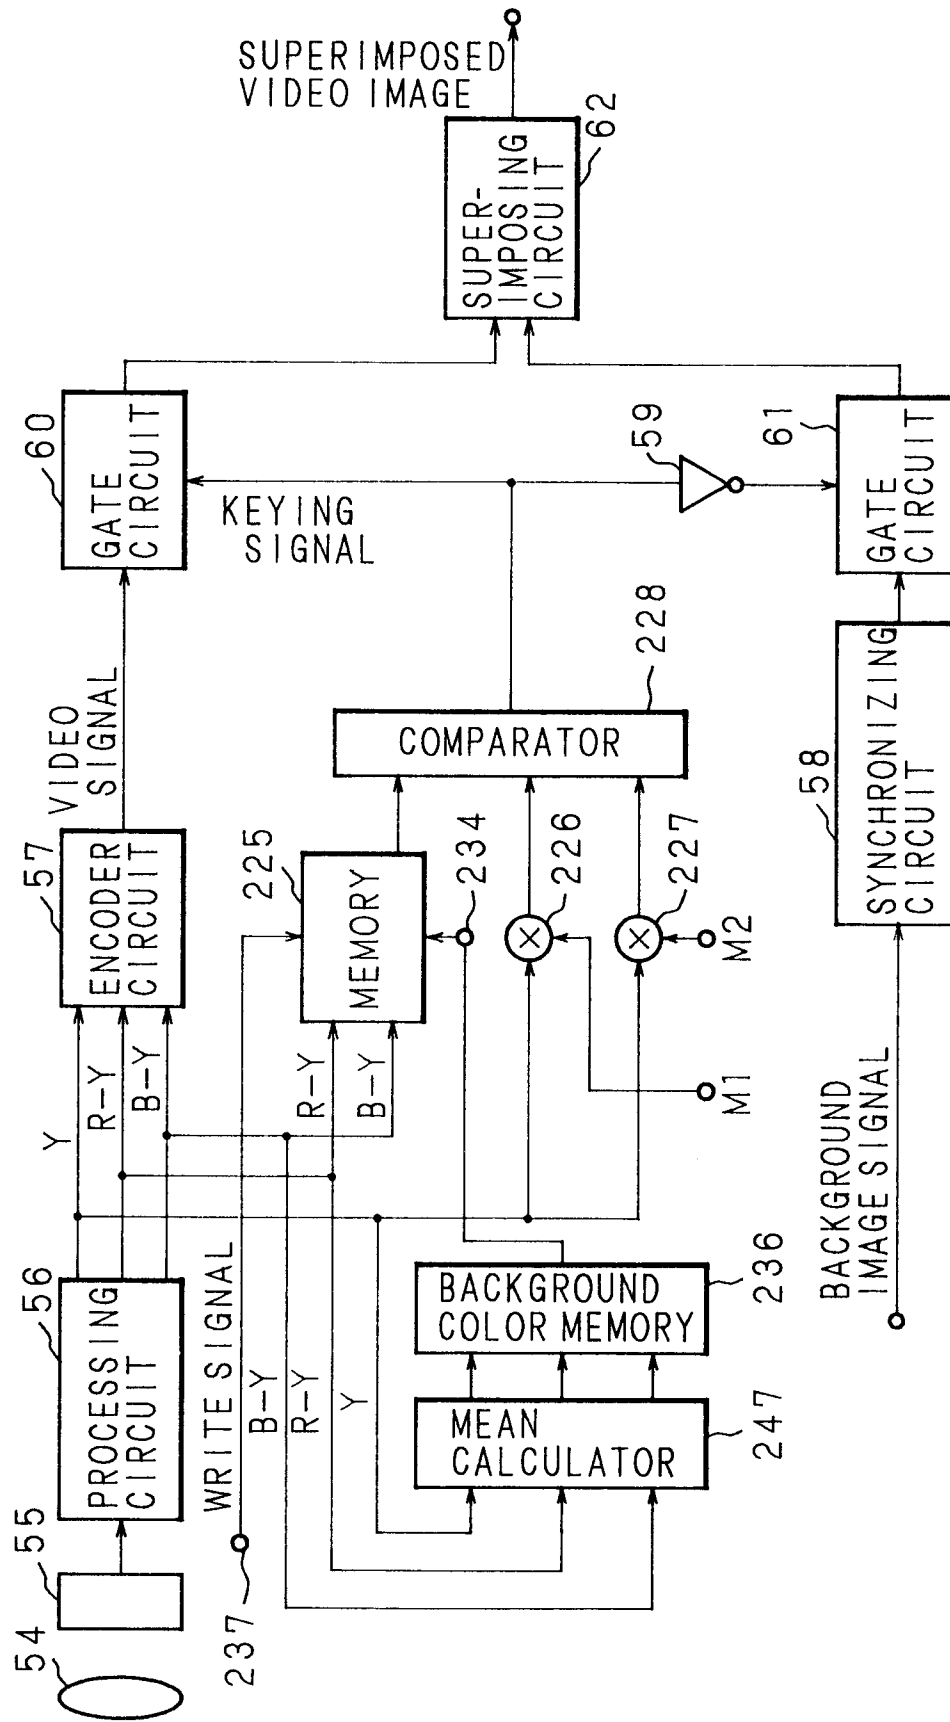 54
55
PROCESSING
CIRCUIT
56
Y
R-Y
B-Y
ENCODER
CIRCUIT
57
VIDEO
SIGNAL
GATE
CIRCUIT
60
SUPERIMPOSED
VIDEO IMAGE
SUPER-
IMPOSING
CIRCUIT
62
KEYING
SIGNAL
237
WRITE SIGNAL
B-Y
R-Y
Y
R-Y
B-Y
MEMORY
225
234
226
227
M1
M2
COMPARATOR
228
59
MEAN
CALCULATOR
247
BACKGROUND
COLOR MEMORY
236
BACKGROUND
IMAGE SIGNAL
SYNCHRONIZING
CIRCUIT
58
GATE
CIRCUIT
61